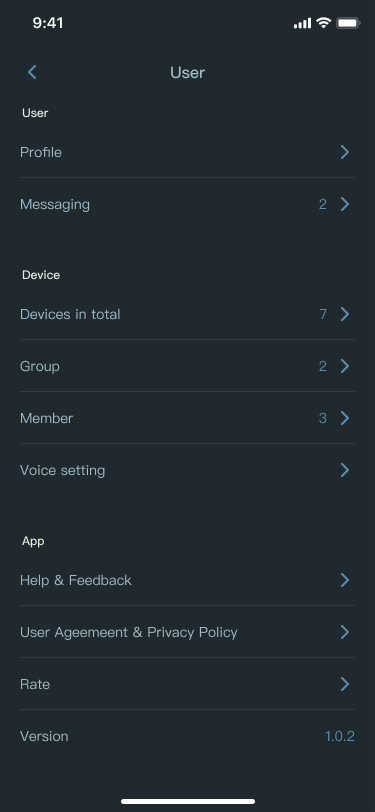 9:41
User
User
Profile
Messaging 2
Device
Devices in total 7
Group 2
Member 3
Voice setting
App
Help & Feedback
User Ageemeent & Privacy Policy
Rate
Version 1.0.2